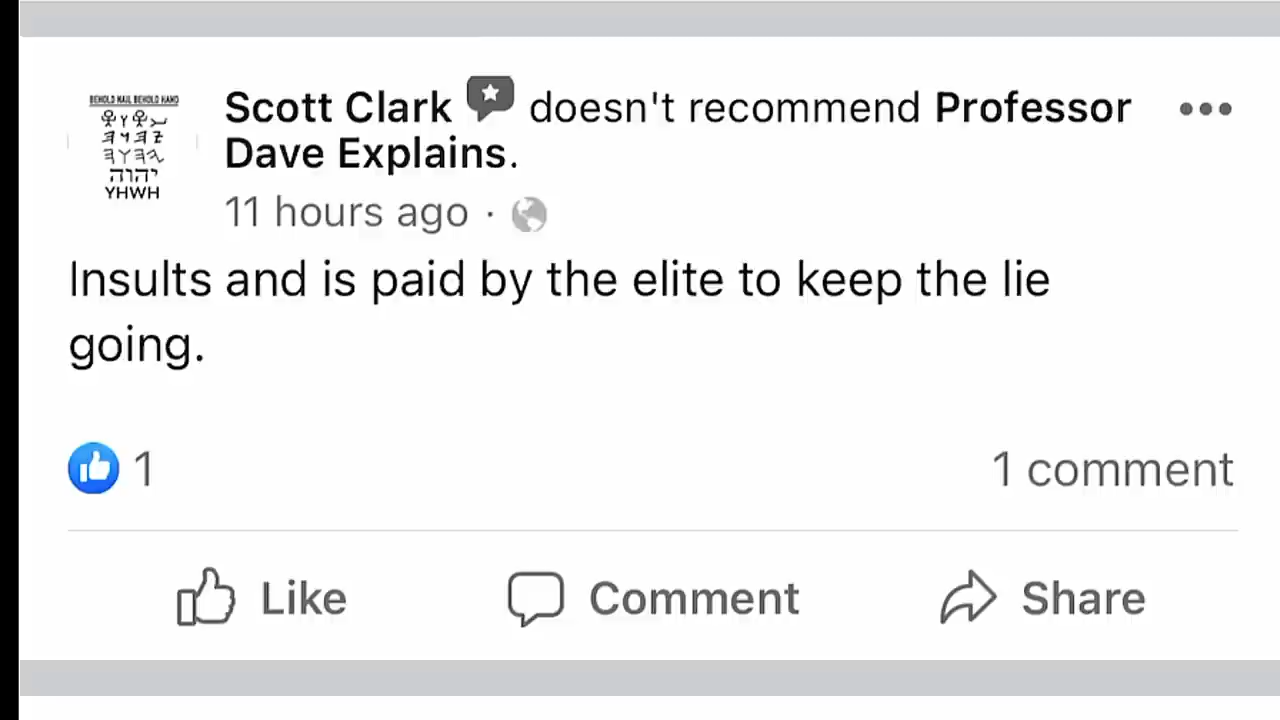 BEHOLD NAIL BEHOLD HAND
יהוה
YHWH
Scott Clark doesn't recommend Professor
Dave Explains.
11 hours ago ·
Insults and is paid by the elite to keep the lie
going.
1
1 comment
Like
Comment
Share